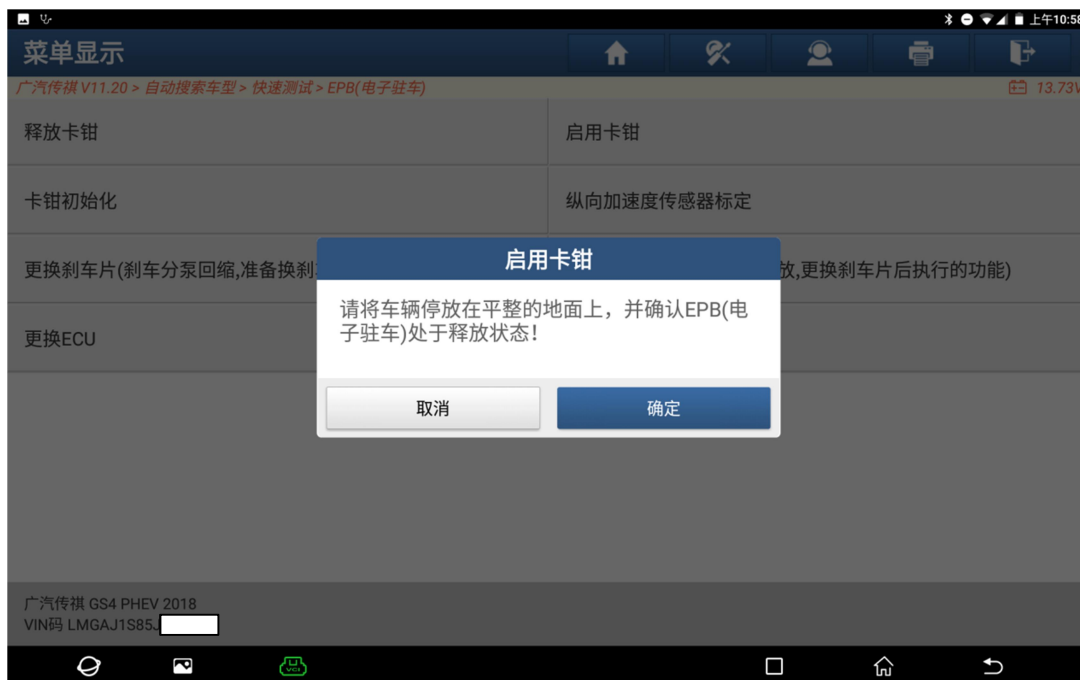 上午10:58
菜单显示
广汽传祺 V11.20 > 自动搜索车型 > 快速测试 > EPB(电子驻车)
13.73V
释放卡钳
启用卡钳
卡钳初始化
纵向加速度传感器标定
更换刹车片(刹车分泵回缩,准备换刹
放,更换刹车片后执行的功能)
更换ECU
启用卡钳
请将车辆停放在平整的地面上，并确认EPB(电
子驻车)处于释放状态！
取消
确定
广汽传祺 GS4 PHEV 2018
VIN码 LMGAJ1S85J
VCI